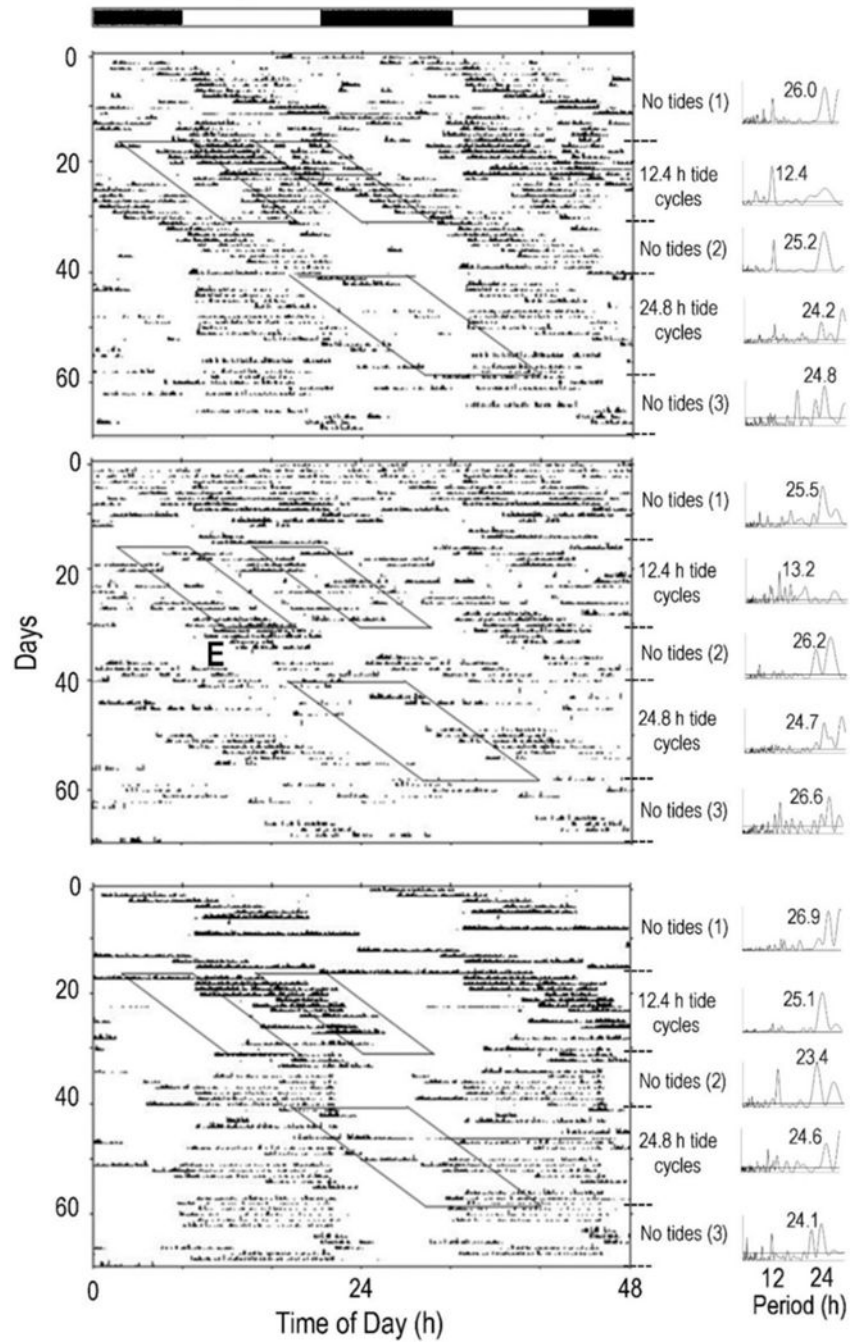 0
No tides (1)
26.0
20
12.4 h tide
cycles
12.4
No tides (2)
25.2
40
24.8 h tide
cycles
24.2
60
No tides (3)
24.8
0
No tides (1)
25.5
20
12.4 h tide
cycles
13.2
Days
E
No tides (2)
26.2
40
24.8 h tide
cycles
24.7
60
No tides (3)
26.6
0
No tides (1)
26.9
20
12.4 h tide
cycles
25.1
No tides (2)
23.4
40
24.8 h tide
cycles
24.6
60
No tides (3)
24.1
0 24 48
Time of Day (h)
12 24
Period (h)